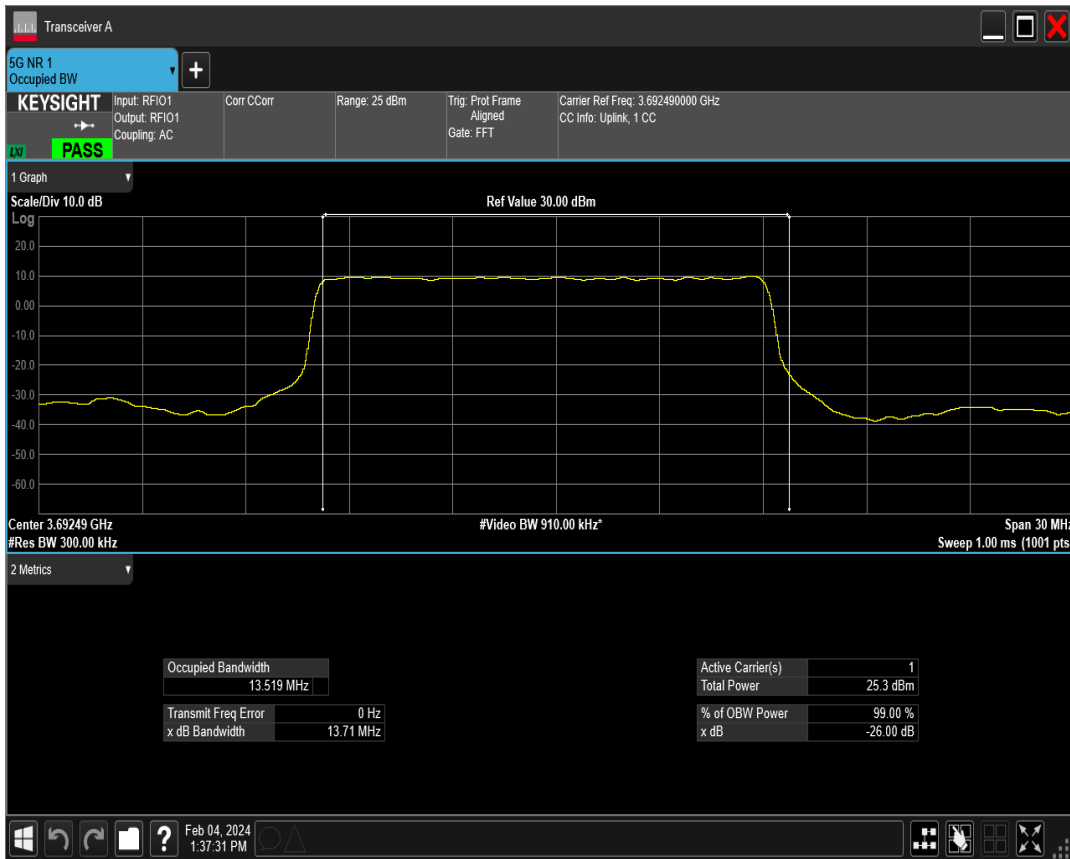 Transceiver A
5G NR 1
Occupied BW
KEYSIGHT
LXI
PASS
Input: RFIO1
Output: RFIO1
Coupling: AC
Corr CCorr
Range: 25 dBm
Trig: Prot Frame
Aligned
Gate: FFT
Carrier Ref Freq: 3.692490000 GHz
CC Info: Uplink, 1 CC
1 Graph
Scale/Div 10.0 dB
Ref Value 30.00 dBm
Log
20.0
10.0
0.00
-10.0
-20.0
-30.0
-40.0
-50.0
-60.0
Center 3.69249 GHz
#Video BW 910.00 kHz*
Span 30 MHz
#Res BW 300.00 kHz
Sweep 1.00 ms (1001 pts
2 Metrics
Occupied Bandwidth
13.519 MHz
Transmit Freq Error 0 Hz
x dB Bandwidth 13.71 MHz
Active Carrier(s) 1
Total Power 25.3 dBm
% of OBW Power 99.00 %
x dB -26.00 dB
?
Feb 04, 2024
1:37:31 PM